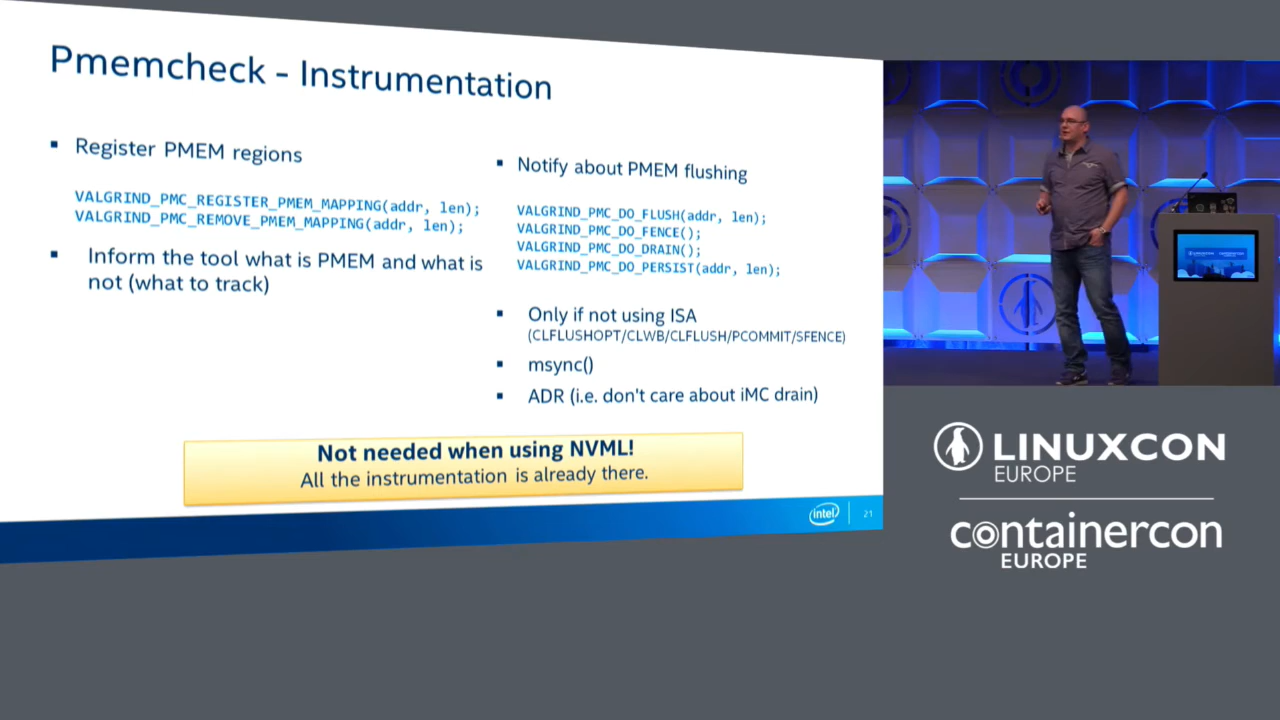 Pmemcheck - Instrumentation
Register PMEM regions
VALGRIND_PMC_REGISTER_PMEM_MAPPING(addr, len);
VALGRIND_PMC_REMOVE_PMEM_MAPPING(addr, len);
Inform the tool what is PMEM and what is
not (what to track)
Notify about PMEM flushing
VALGRIND_PMC_DO_FLUSH(addr, len);
VALGRIND_PMC_DO_FENCE();
VALGRIND_PMC_DO_DRAIN();
VALGRIND_PMC_DO_PERSIST(addr, len);
Only if not using ISA
(CLFLUSHOPT/CLWB/CLFLUSH/PCOMMIT/SFENCE)
msync()
ADR (i.e. don't care about iMC drain)
Not needed when using NVML!
All the instrumentation is already there.
intel
21
LINUXCON
EUROPE
containercon
EUROPE